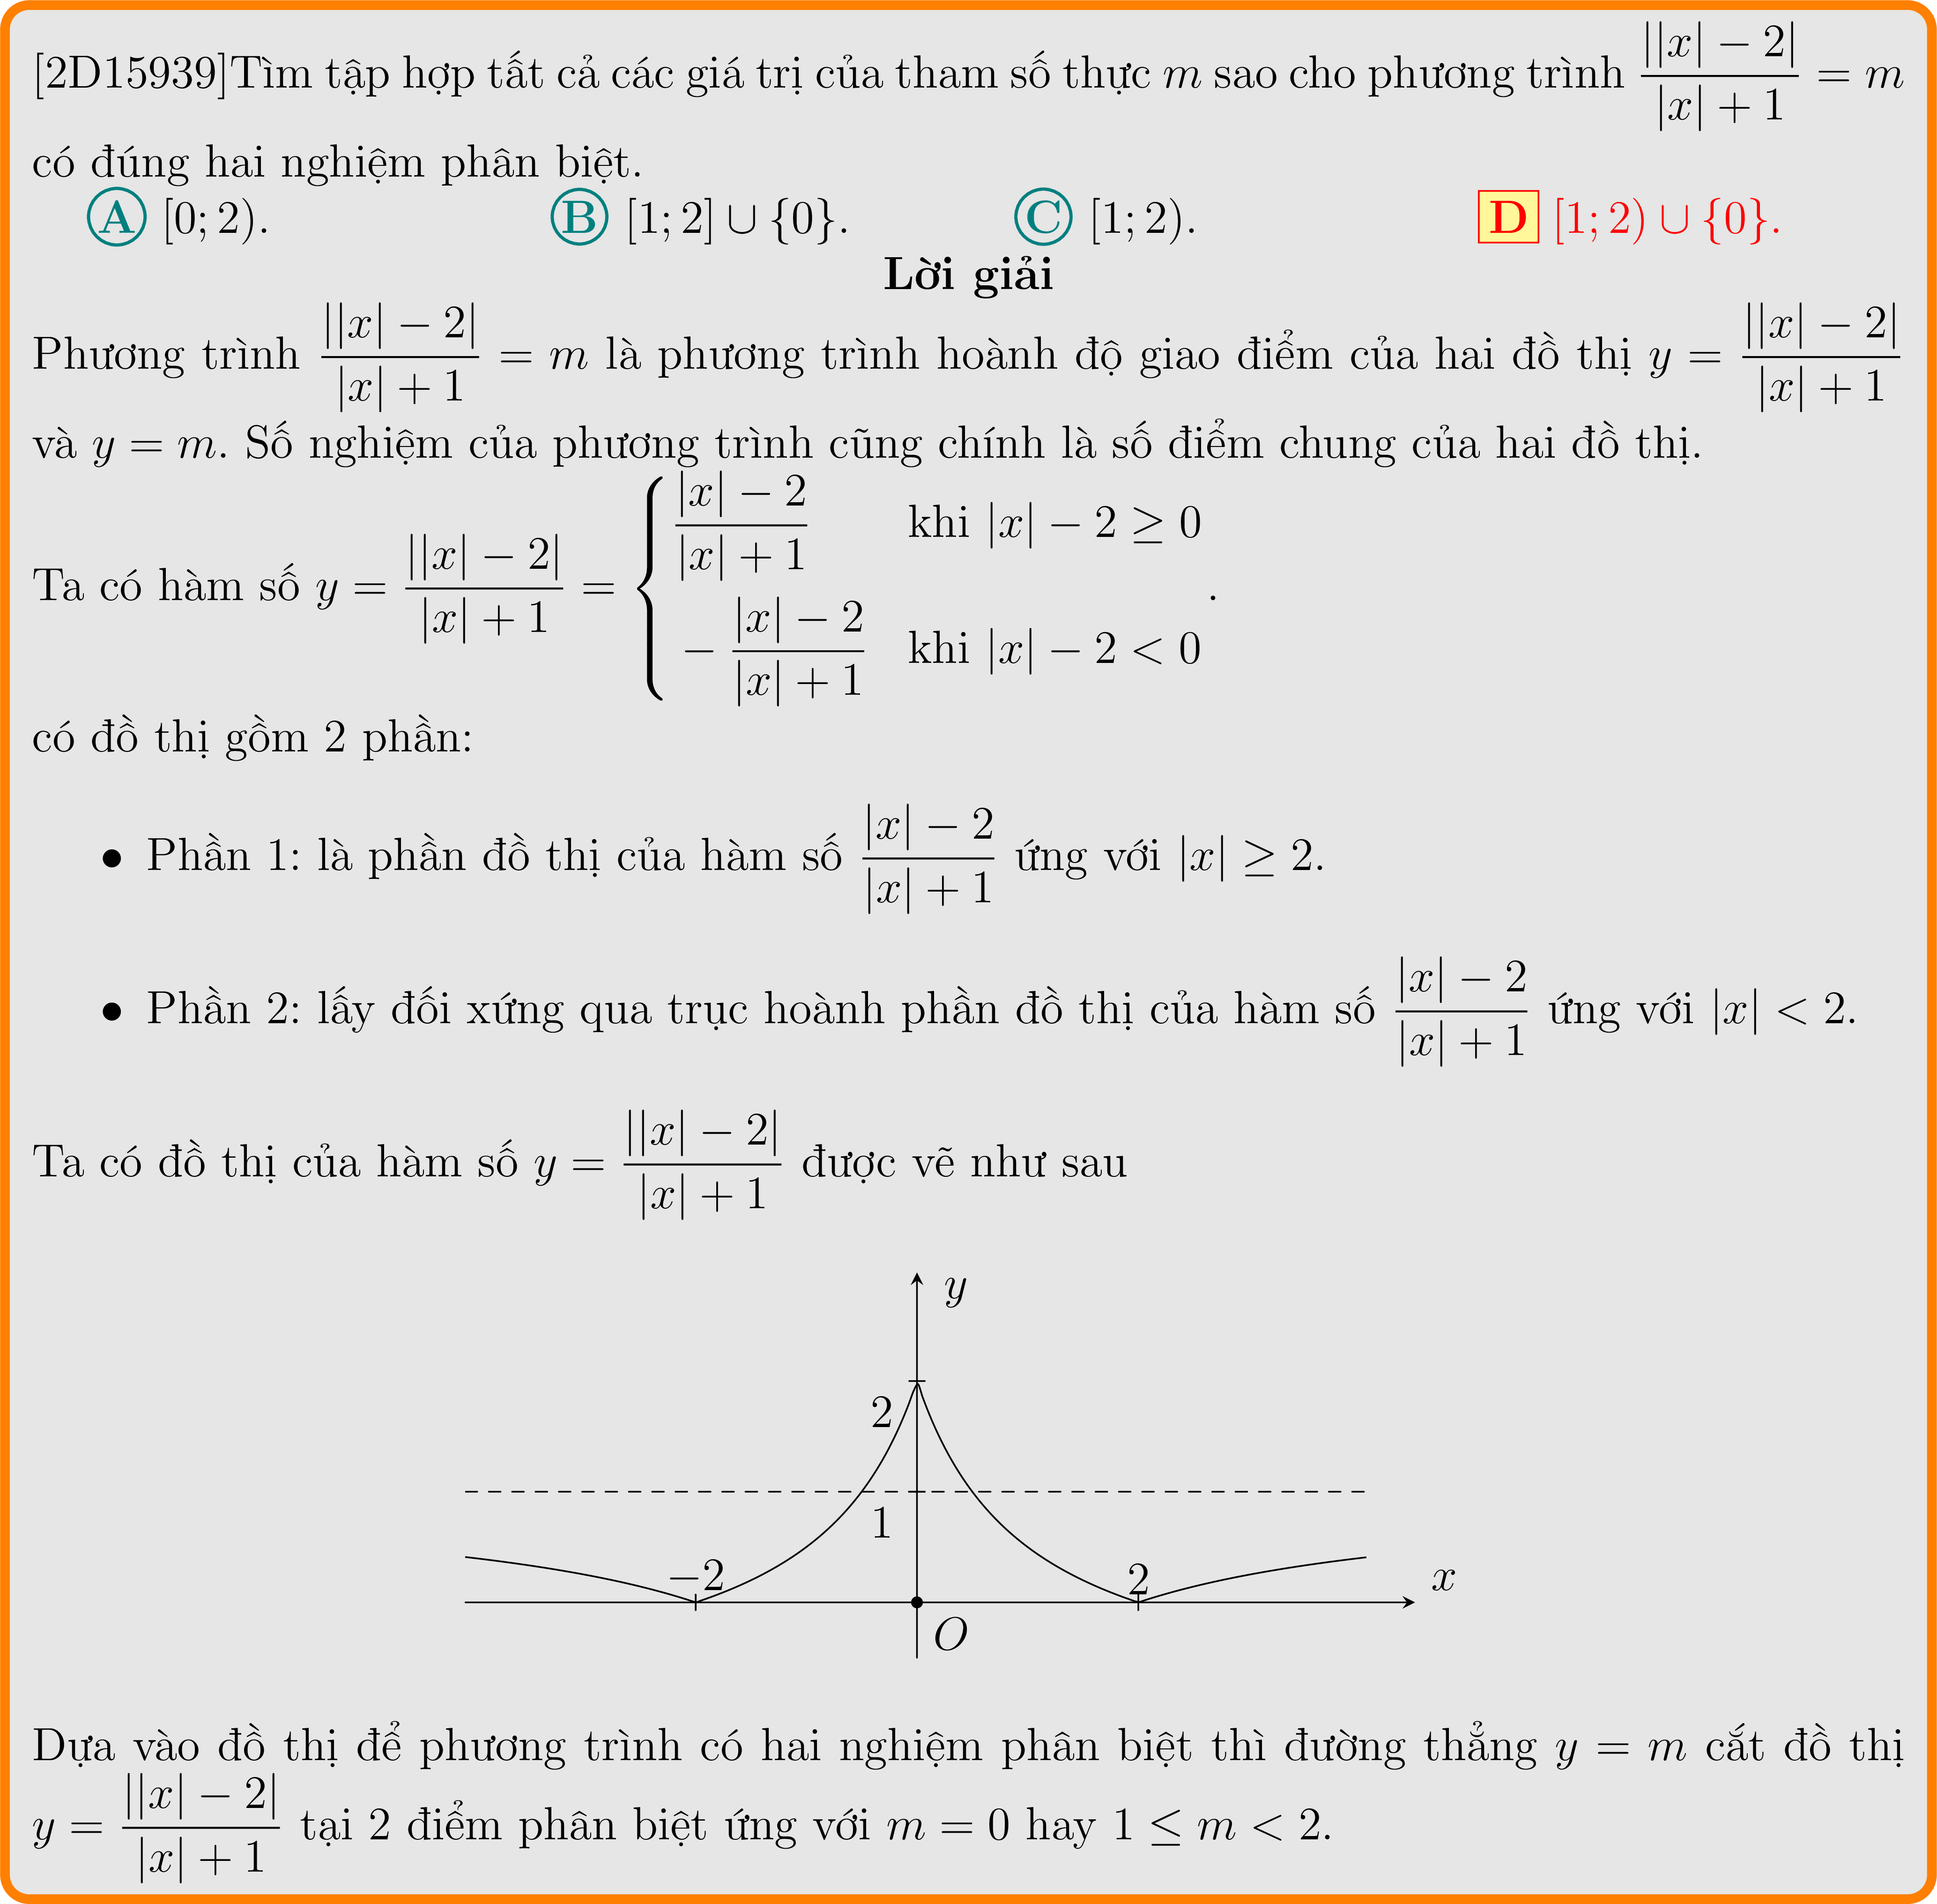 [2D15939]Tìm tập hợp tất cả các giá trị của tham số thực m sao cho phương trình \frac{||x| − 2|}{|x| + 1} = m
có đúng hai nghiệm phân biệt.
A [0; 2). B [1; 2] ∪ {0}. C [1; 2). D [1; 2) ∪ {0}.
Lời giải
Phương trình \frac{||x| − 2|}{|x| + 1} = m là phương trình hoành độ giao điểm của hai đồ thị y = \frac{||x| − 2|}{|x| + 1}
và y = m. Số nghiệm của phương trình cũng chính là số điểm chung của hai đồ thị.
Ta có hàm số y = \frac{||x| − 2|}{|x| + 1} = \begin{cases} \frac{|x| − 2}{|x| + 1} & khi |x| − 2 ≥ 0 \\ −\frac{|x| − 2}{|x| + 1} & khi |x| − 2 < 0 \end{cases}.
có đồ thị gồm 2 phần:
• Phần 1: là phần đồ thị của hàm số \frac{|x| − 2}{|x| + 1} ứng với |x| ≥ 2.
• Phần 2: lấy đối xứng qua trục hoành phần đồ thị của hàm số \frac{|x| − 2}{|x| + 1} ứng với |x| < 2.
Ta có đồ thị của hàm số y = \frac{||x| − 2|}{|x| + 1} được vẽ như sau
y
2
1
−2
2
x
O
Dựa vào đồ thị để phương trình có hai nghiệm phân biệt thì đường thẳng y = m cắt đồ thị
y = \frac{||x| − 2|}{|x| + 1} tại 2 điểm phân biệt ứng với m = 0 hay 1 ≤ m < 2.